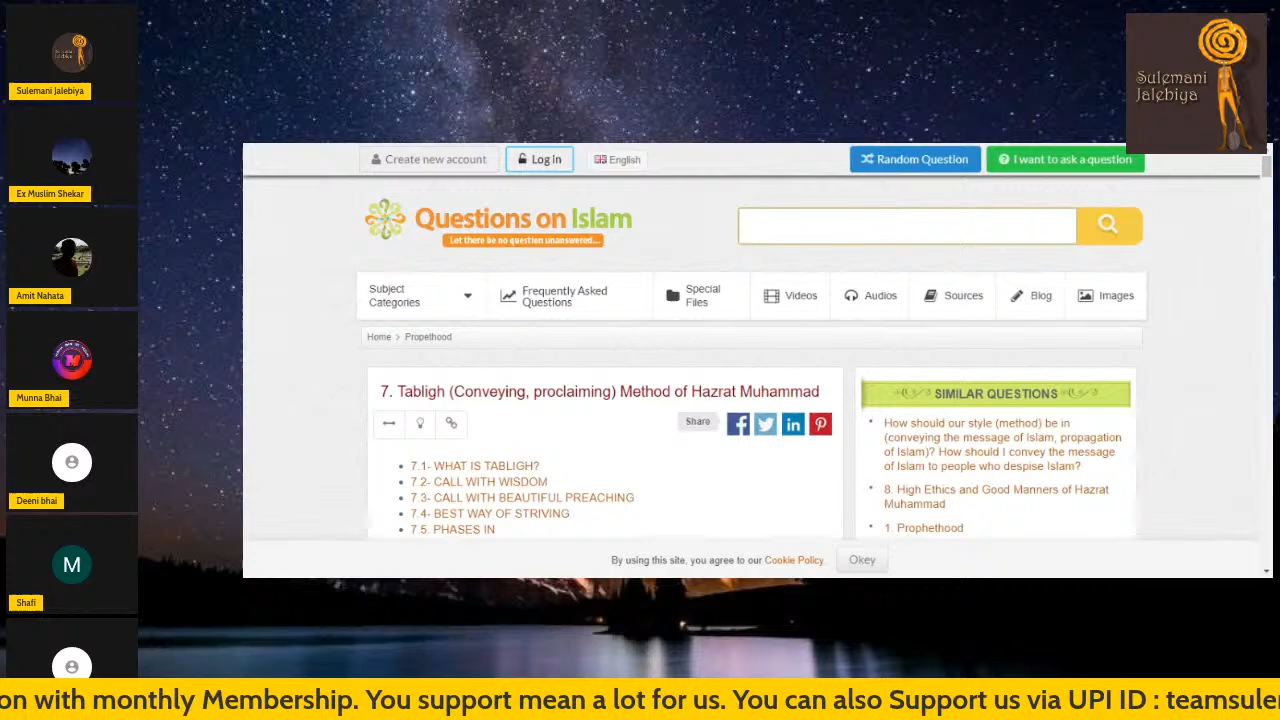 Sulemani Jalebiya
Ex Muslim Shekar
Amit Nahata
Munna Bhai
Deeni bhai
M
Shafi
Sulemani
Jalebiya
Create new account
Log in
English
Random Question
I want to ask a question
Questions on Islam
Let there be no question unanswered...
Subject
Categories
Frequently Asked
Questions
Special
Files
Videos
Audios
Sources
Blog
Images
Home > Propethood
7. Tabligh (Conveying, proclaiming) Method of Hazrat Muhammad
Share
• 7.1- WHAT IS TABLIGH?
• 7.2- CALL WITH WISDOM
• 7.3- CALL WITH BEAUTIFUL PREACHING
• 7.4- BEST WAY OF STRIVING
• 7.5. PHASES IN
SIMILAR QUESTIONS
• How should our style (method) be in
(conveying the message of Islam, propagation
of Islam)? How should I convey the message
of Islam to people who despise Islam?
• 8. High Ethics and Good Manners of Hazrat
Muhammad
• 1. Prophethood
By using this site, you agree to our Cookie Policy.
Okey
on with monthly Membership. You support mean a lot for us. You can also Support us via UPI ID : teamsule